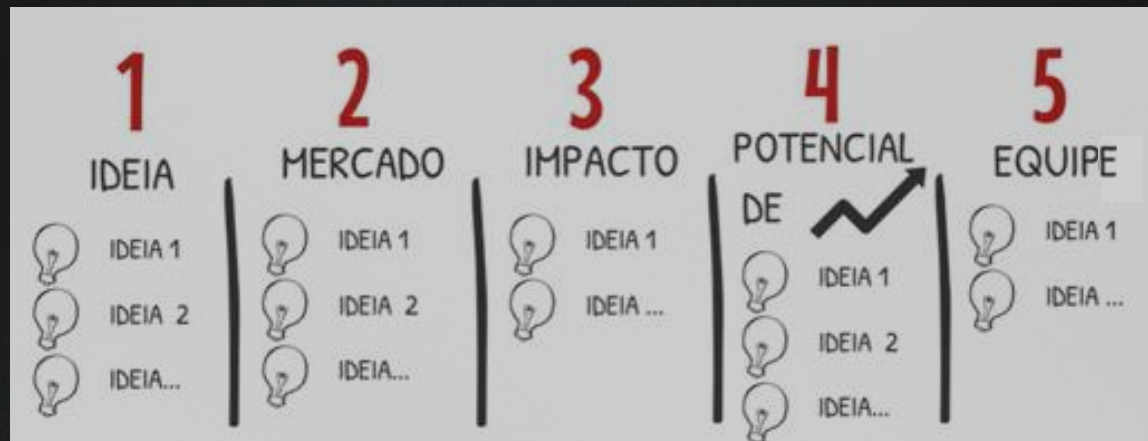 1
IDEIA
IDEIA 1
IDEIA 2
IDEIA...
2
MERCADO
IDEIA 1
IDEIA 2
IDEIA...
3
IMPACTO
IDEIA 1
IDEIA ...
4
POTENCIAL
DE
IDEIA 1
IDEIA 2
IDEIA...
5
EQUIPE
IDEIA 1
IDEIA ...